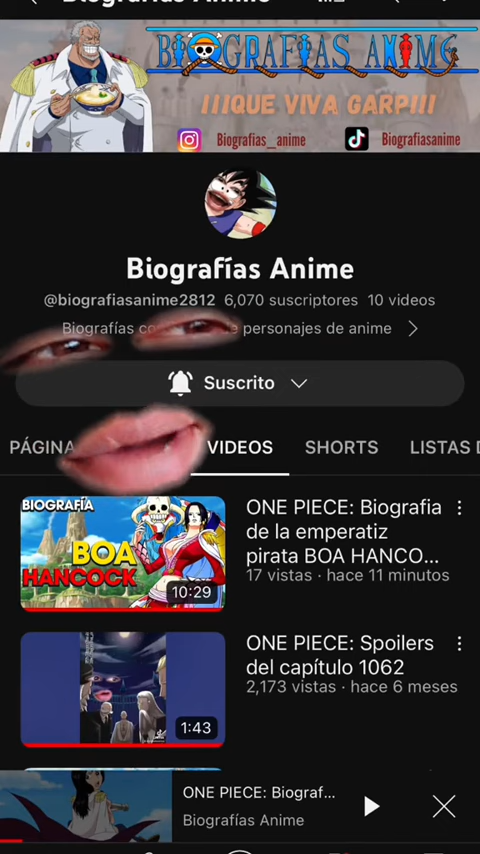 BIOGRAFIAS ANIME
¡¡¡QUE VIVA GARP!!!
Biografias_anime
Biografiasanime
Biografías Anime
@biografiasanime2812 6,070 suscriptores 10 videos
Biografías personajes de anime
Suscrito
VIDEOS SHORTS LISTAS
BIOGRAFÍA
BOA
HANCOCK
10:29
ONE PIECE: Biografia
de la emperatiz
pirata BOA HANCO...
17 vistas · hace 11 minutos
ONE PIECE: Spoilers
del capítulo 1062
2,173 vistas · hace 6 meses
1:43
ONE PIECE: Biograf...
Biografías Anime